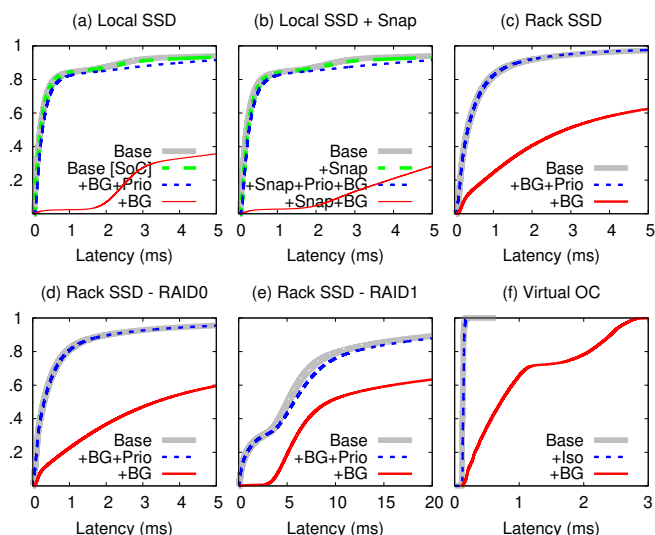 (a) Local SSD
(b) Local SSD + Snap
(c) Rack SSD
1
.8
.6
.4
.2
Base
Base [SoC]
+BG+Prio
+BG
0 1 2 3 4 5
Latency (ms)
Base
+Snap
+Snap+Prio+BG
+Snap+BG
0 1 2 3 4 5
Latency (ms)
Base
+BG+Prio
+BG
0 1 2 3 4 5
Latency (ms)
(d) Rack SSD - RAID0
(e) Rack SSD - RAID1
(f) Virtual OC
1
.8
.6
.4
.2
Base
+BG+Prio
+BG
0 1 2 3 4 5
Latency (ms)
Base
+BG+Prio
+BG
0 5 10 15 20
Latency (ms)
Base
+Iso
+BG
0 1 2 3
Latency (ms)